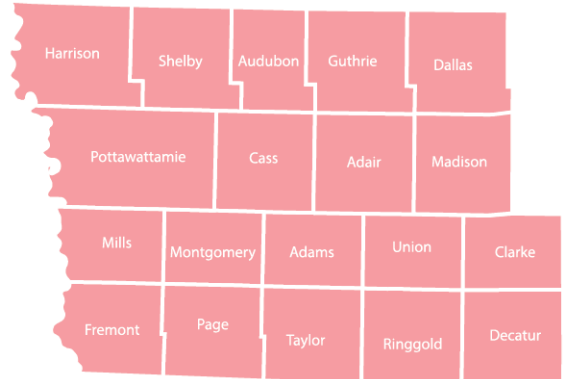 Harrison
Shelby
Audubon
Guthrie
Dallas
Pottawattamie
Cass
Adair
Madison
Mills
Montgomery
Adams
Union
Clarke
Fremont
Page
Taylor
Ringgold
Decatur